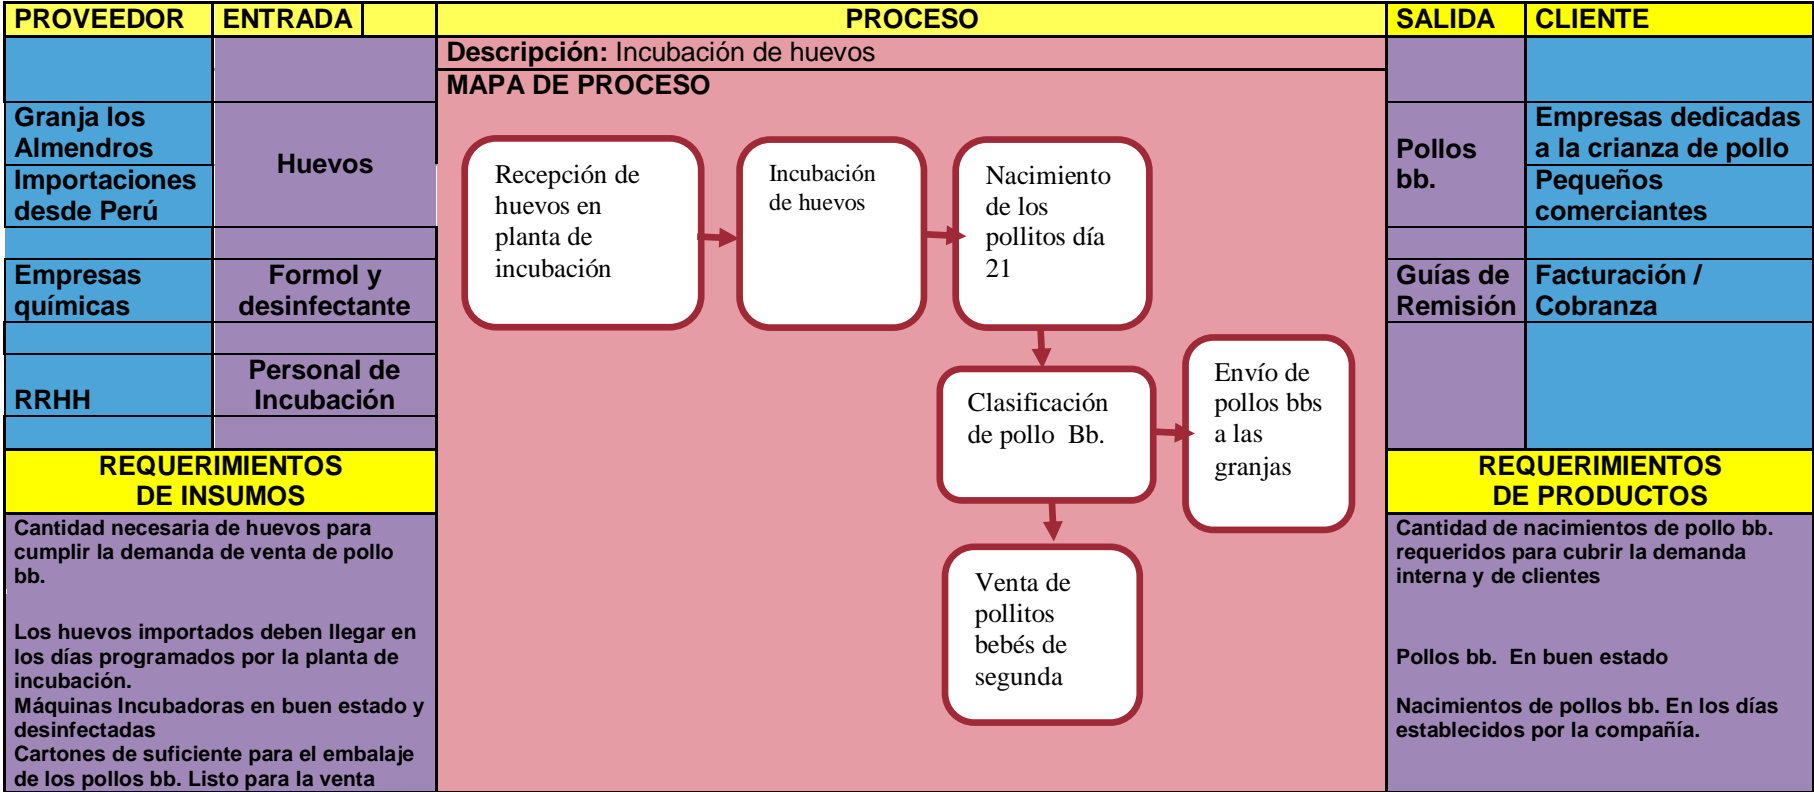 PROVEEDOR
ENTRADA
PROCESO
SALIDA
CLIENTE
Descripción: Incubación de huevos
MAPA DE PROCESO
Granja los
Almendros
Importaciones
desde Perú
Huevos
Empresas
químicas
Formol y
desinfectante
RRHH
Personal de
Incubación
Recepción de
huevos en
planta de
incubación
Incubación
de huevos
Nacimiento
de los
pollitos día
21
Clasificación
de pollo Bb.
Envío de
pollos bbs
a las
granjas
Venta de
pollitos
bebés de
segunda
Pollos
bb.
Empresas dedicadas
a la crianza de pollo
Pequeños
comerciantes
Guías de
Remisión
Facturación /
Cobranza
REQUERIMIENTOS
DE INSUMOS
Cantidad necesaria de huevos para
cumplir la demanda de venta de pollo
bb.
Los huevos importados deben llegar en
los días programados por la planta de
incubación.
Máquinas Incubadoras en buen estado y
desinfectadas
Cartones de suficiente para el embalaje
de los pollos bb. Listo para la venta
REQUERIMIENTOS
DE PRODUCTOS
Cantidad de nacimientos de pollo bb.
requeridos para cubrir la demanda
interna y de clientes
Pollos bb. En buen estado
Nacimientos de pollos bb. En los días
establecidos por la compañía.